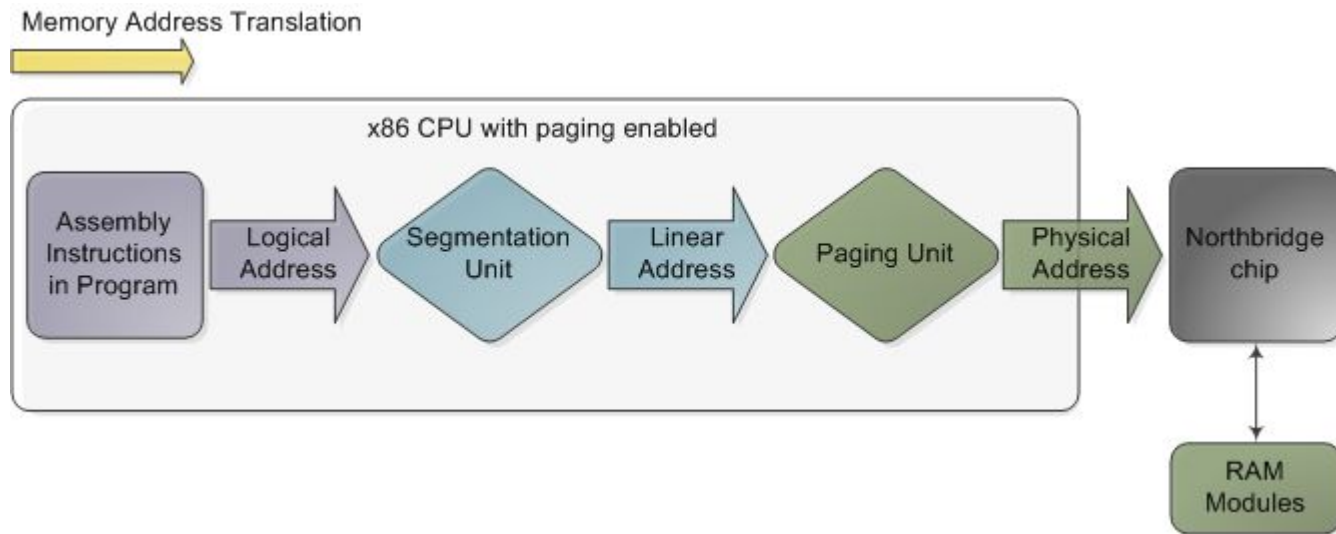 Memory Address Translation
x86 CPU with paging enabled
Assembly
Instructions
in Program
Logical
Address
Segmentation
Unit
Linear
Address
Paging Unit
Physical
Address
Northbridge
chip
RAM
Modules